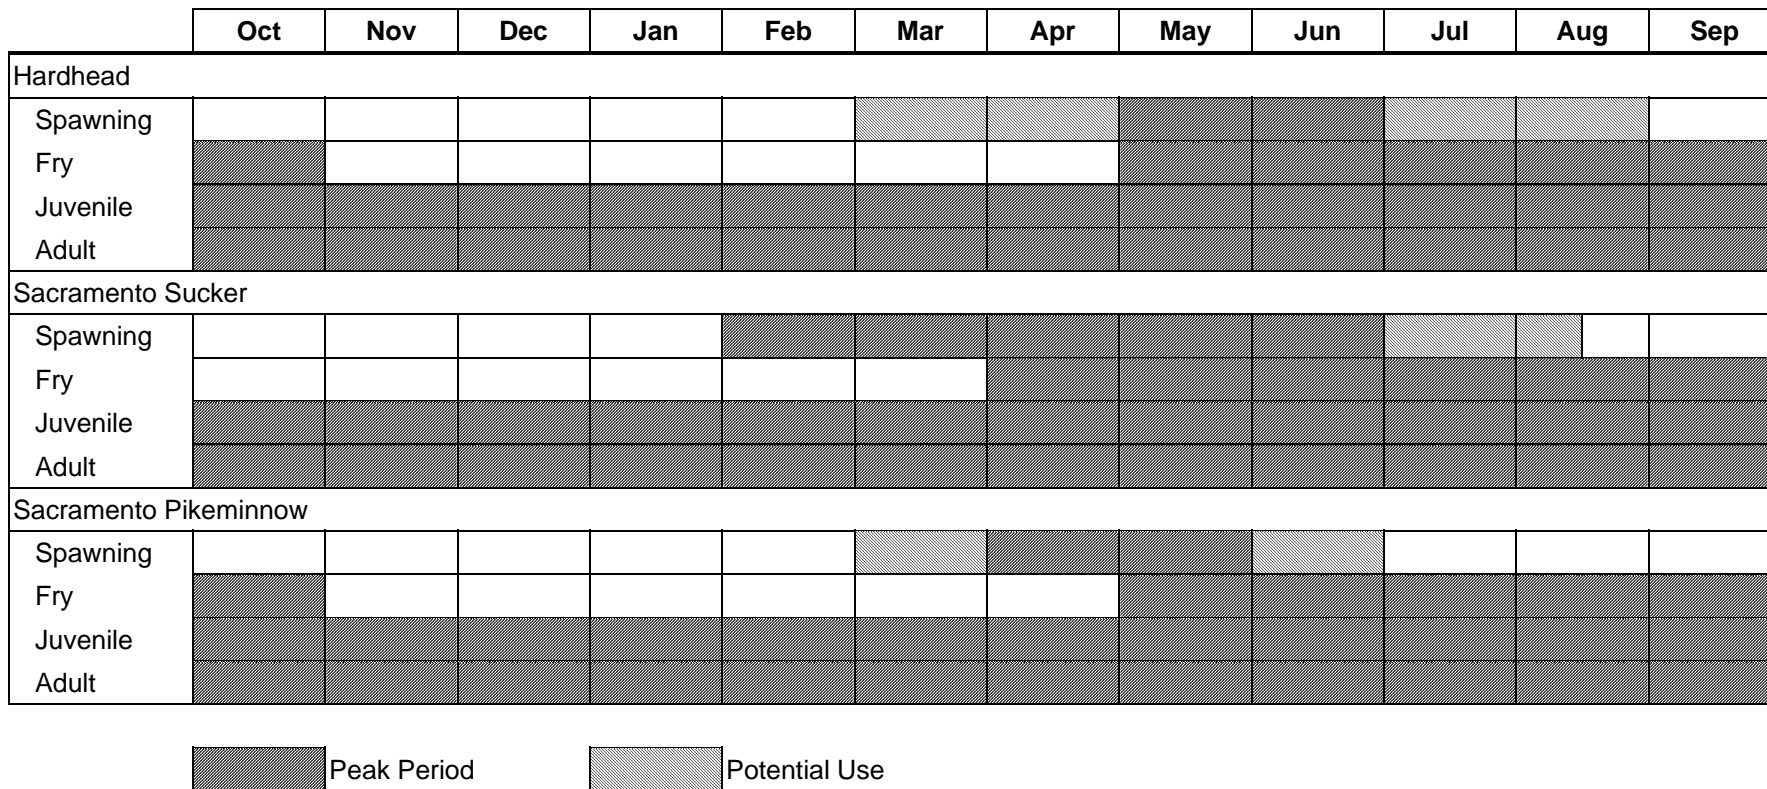 Oct Nov Dec Jan Feb Mar Apr May Jun Jul Aug Sep
Hardhead
Spawning
Fry
Juvenile
Adult
Sacramento Sucker
Spawning
Fry
Juvenile
Adult
Sacramento Pikeminnow
Spawning
Fry
Juvenile
Adult
Peak Period Potential Use